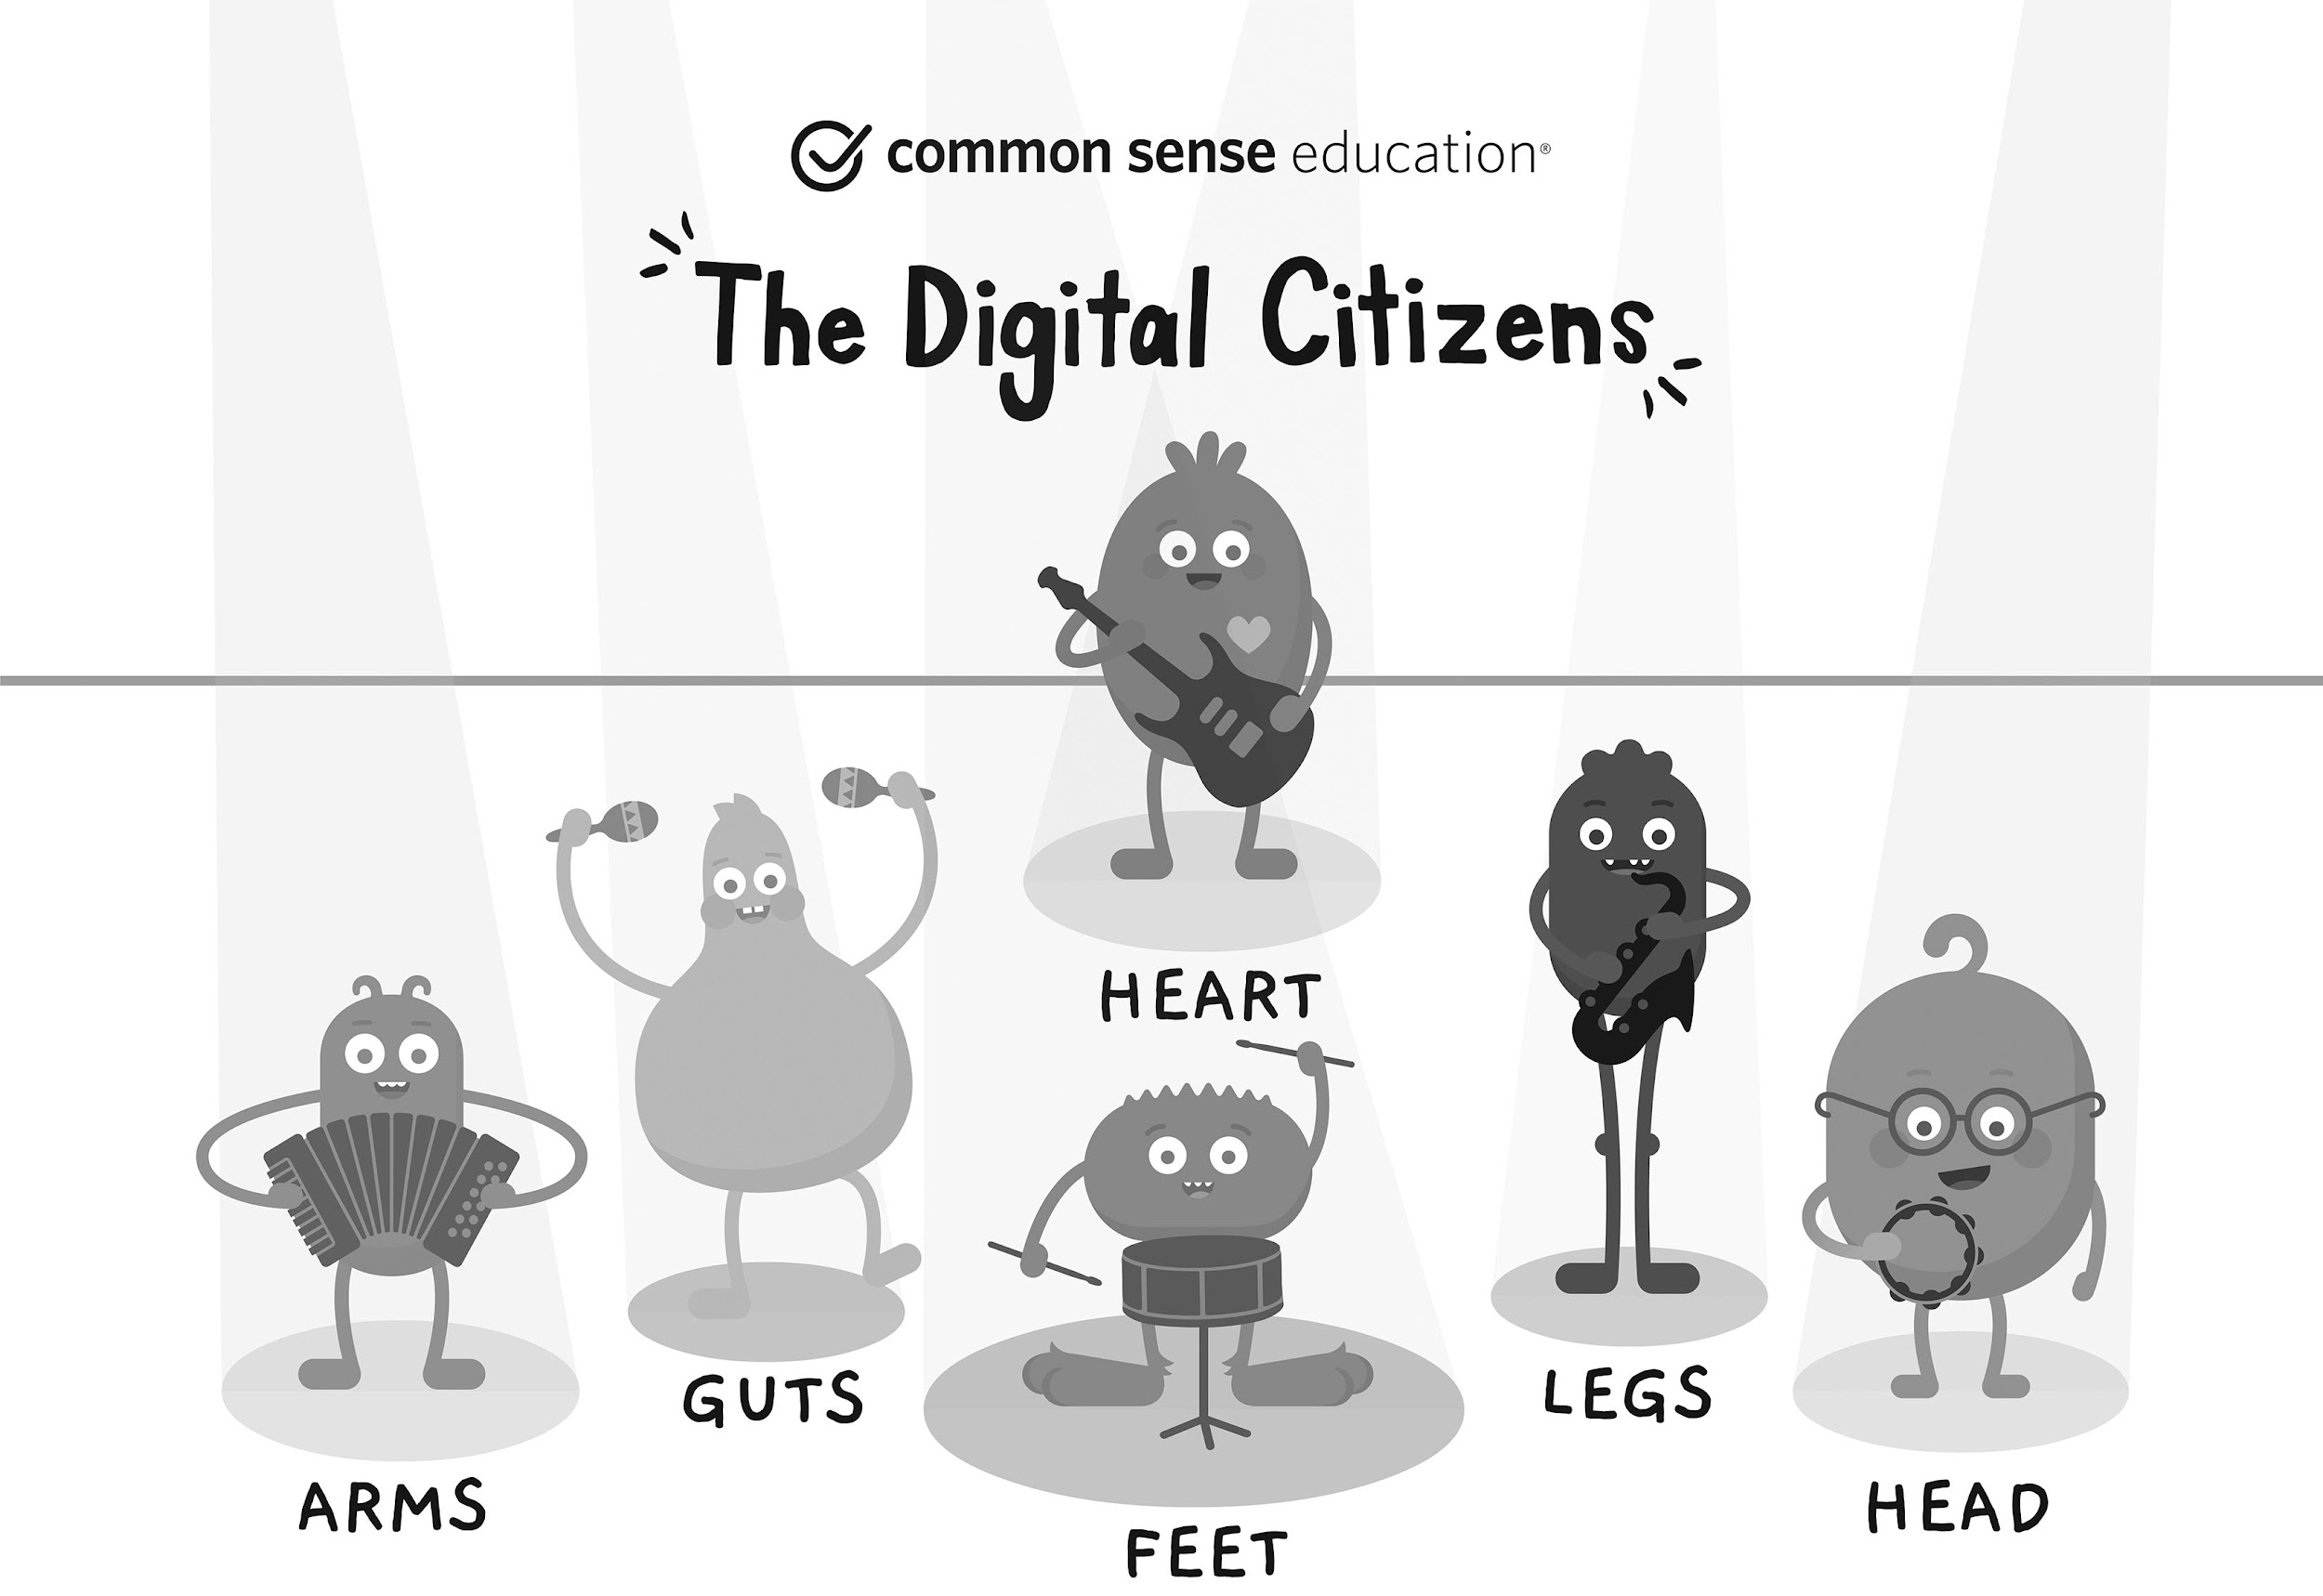 common sense education®
The Digital Citizens
HEART
GUTS
LEGS
ARMS
HEAD
FEET